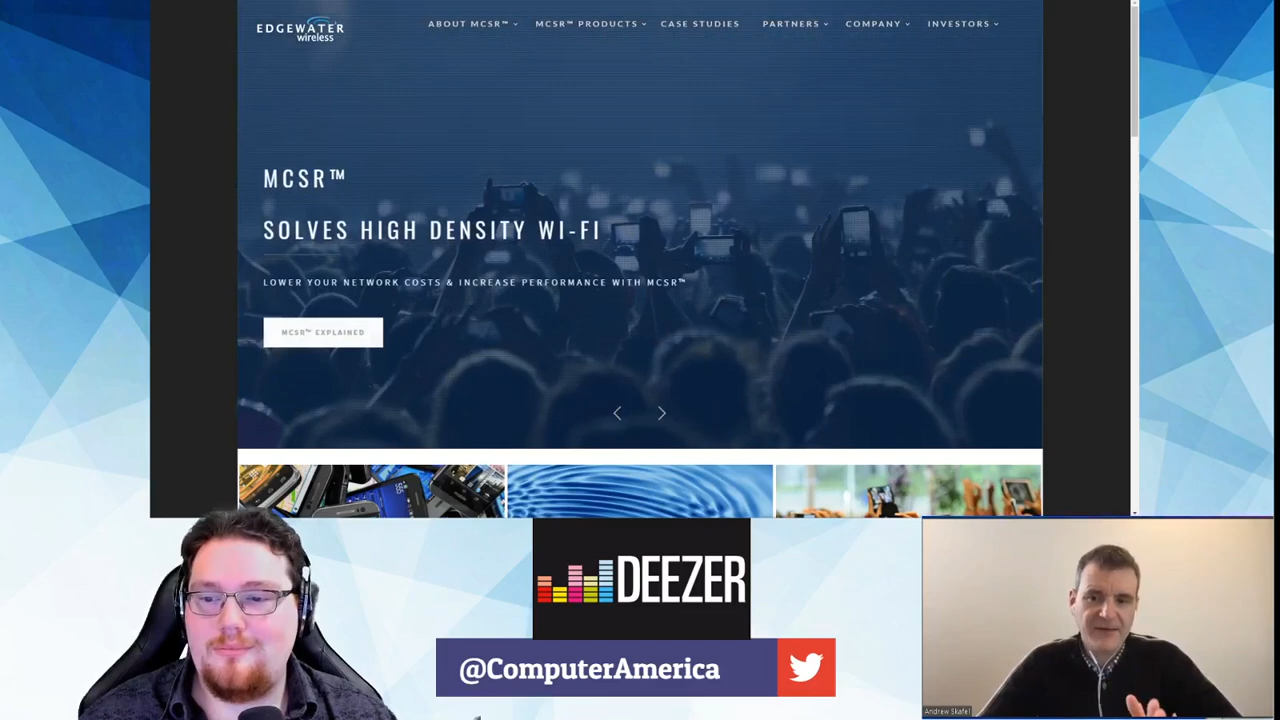 EDGEWATER
wireless
ABOUT MCSR™
MCSR™ PRODUCTS
CASE STUDIES
PARTNERS
COMPANY
INVESTORS
MCSR™
SOLVES HIGH DENSITY WI-FI
LOWER YOUR NETWORK COSTS & INCREASE PERFORMANCE WITH MCSR™
MCSR™ EXPLAINED
DEEZER
@ComputerAmerica
Andrew Skafel